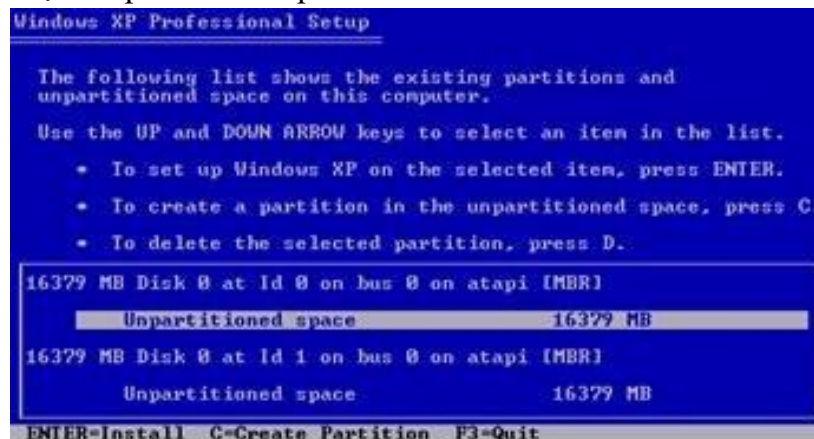 Windows XP Professional Setup
The following list shows the existing partitions and
unpartitioned space on this computer.
Use the UP and DOWN ARROW keys to select an item in the list.
• To set up Windows XP on the selected item, press ENTER.
• To create a partition in the unpartitioned space, press C
• To delete the selected partition, press D.
16379 MB Disk 0 at Id 0 on bus 0 on atapi [MBR]
Unpartitioned space 16379 MB
16379 MB Disk 0 at Id 1 on bus 0 on atapi [MBR]
Unpartitioned space 16379 MB
ENTER=Install C=Create Partition F3=Quit